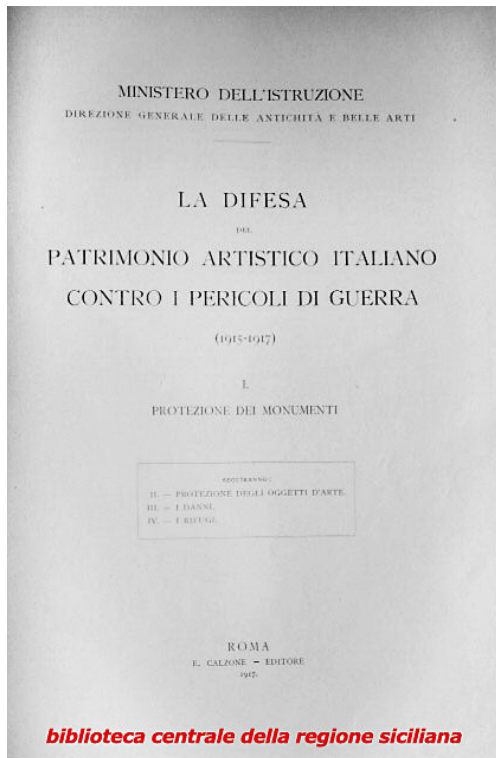 MINISTERO DELL'ISTRUZIONE
DIREZIONE GENERALE DELLE ANTICHITÀ E BELLE ARTI
LA DIFESA
DEL
PATRIMONIO ARTISTICO ITALIANO
CONTRO I PERICOLI DI GUERRA
(1915-1917)
I.
PROTEZIONE DEI MONUMENTI
SEGUIRANNO:
II. — PROTEZIONE DEGLI OGGETTI D'ARTE.
III. — I DANNI.
IV. — I RIFUGI.
ROMA
E. CALZONE — EDITORE
1917.
biblioteca centrale della regione siciliana